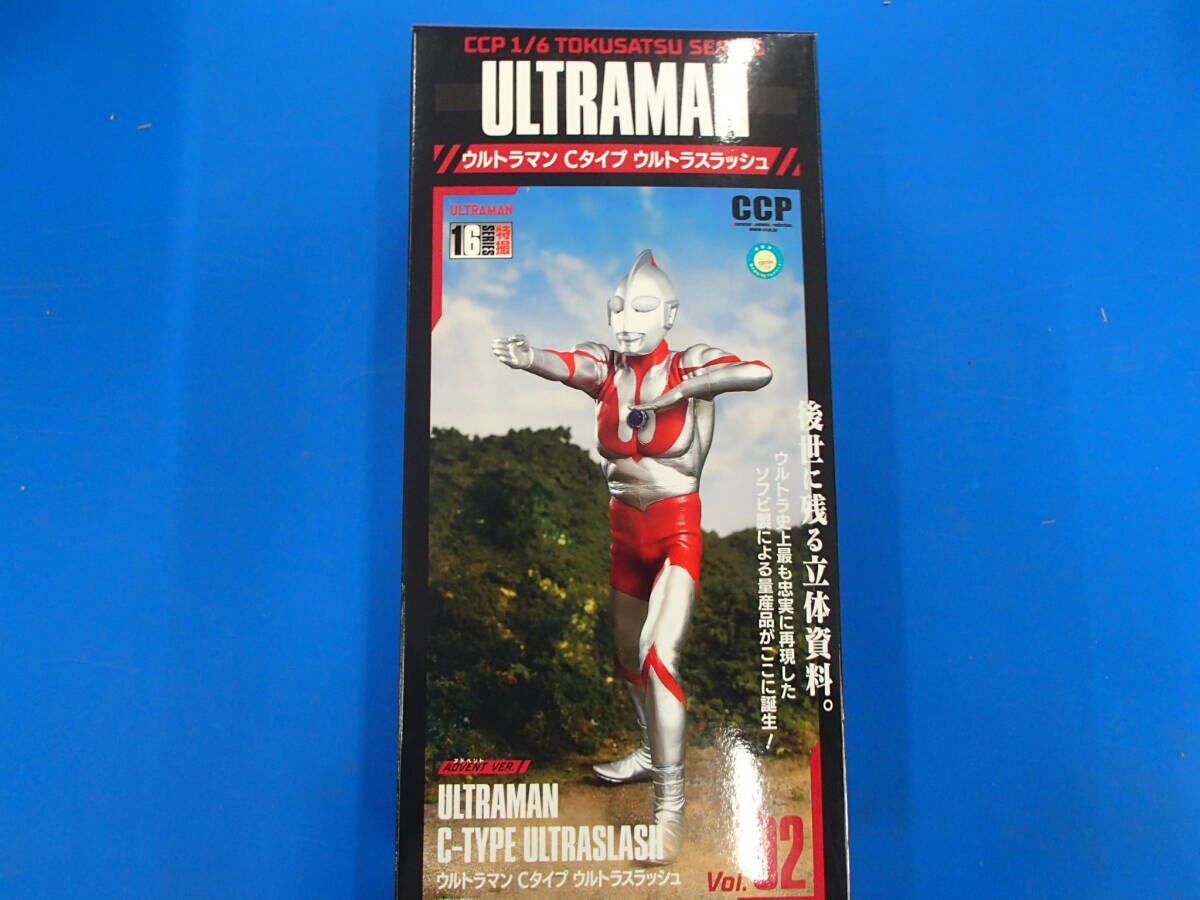 CCP 1/6 TOKUSATSU SERIES
ULTRAMAN
ウルトラマン Cタイプ ウルトラスラッシュ
ULTRAMAN
1/6 SERIES 特撮
CCP
後世に残る立体資料。
ウルトラ史上最も忠実に再現した
ソフビ製による量産品がここに誕生!
アドベント
ADVENT VER.
ULTRAMAN
C-TYPE ULTRASLASH
ウルトラマン Cタイプ ウルトラスラッシュ
Vol.02